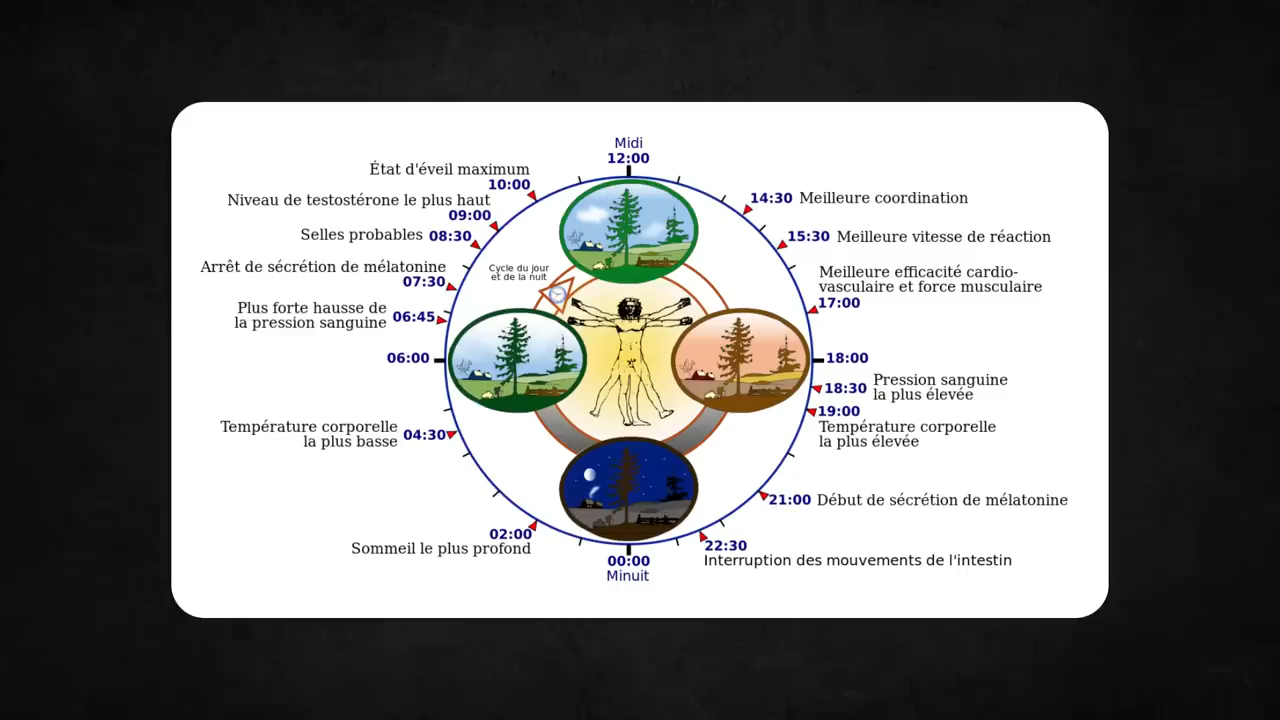 Midi
12:00
État d'éveil maximum
10:00
Niveau de testostérone le plus haut
09:00
Selles probables 08:30
Arrêt de sécrétion de mélatonine
07:30
Plus forte hausse de
la pression sanguine
06:45
06:00
Température corporelle
la plus basse
04:30
02:00
Sommeil le plus profond
00:00
Minuit
Cycle du jour
et de la nuit
14:30 Meilleure coordination
15:30 Meilleure vitesse de réaction
Meilleure efficacité cardio-
vasculaire et force musculaire
17:00
18:00
18:30
Pression sanguine
la plus élevée
19:00
Température corporelle
la plus élevée
21:00 Début de sécrétion de mélatonine
22:30
Interruption des mouvements de l'intestin